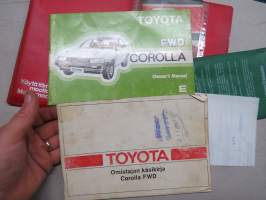 TOYOTA
FWD
COROLLA
Owner's Manual
E
TOYOTA
Omistajan käsikirja
Corolla FWD